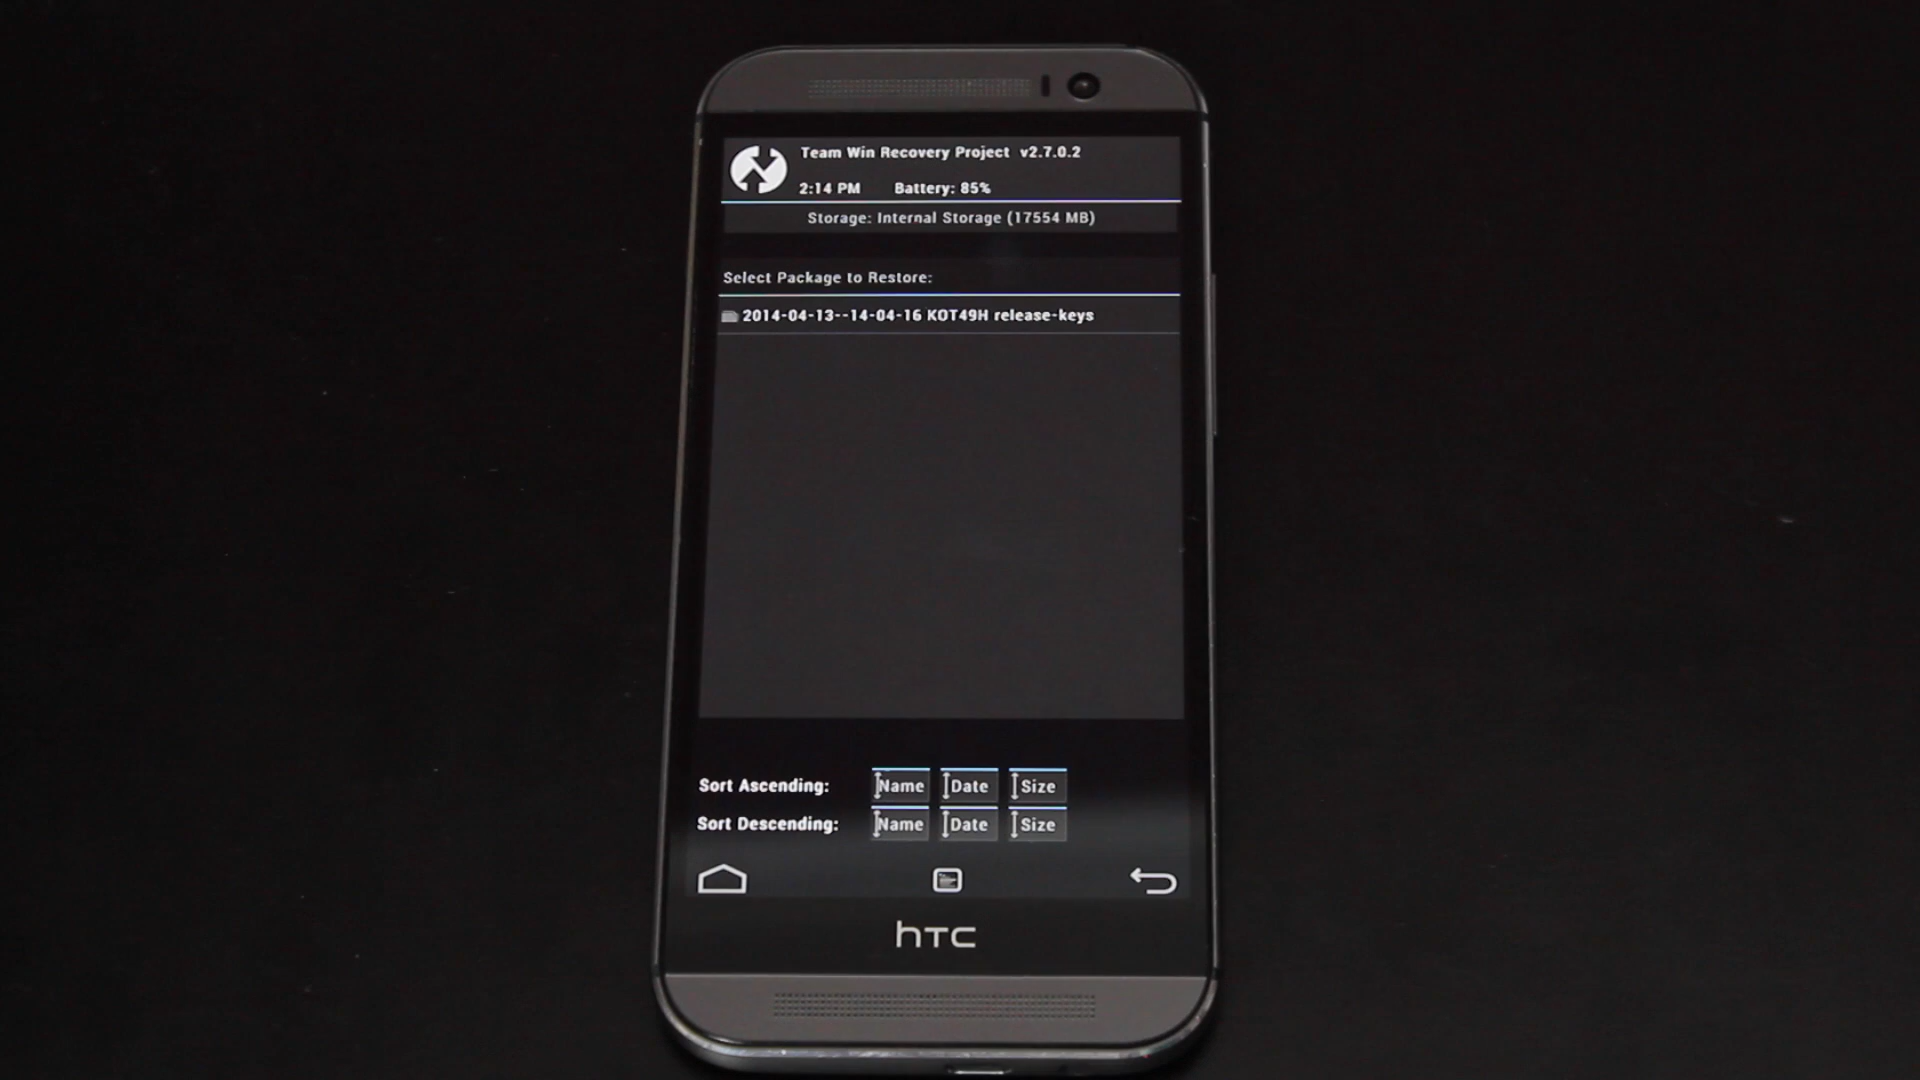 Team Win Recovery Project v2.7.0.2
2:14 PM Battery: 85%
Storage: Internal Storage (17554 MB)
Select Package to Restore:
2014-04-13--14-04-16 KOT49H release-keys
Sort Ascending: Name Date Size
Sort Descending: Name Date Size
hTC